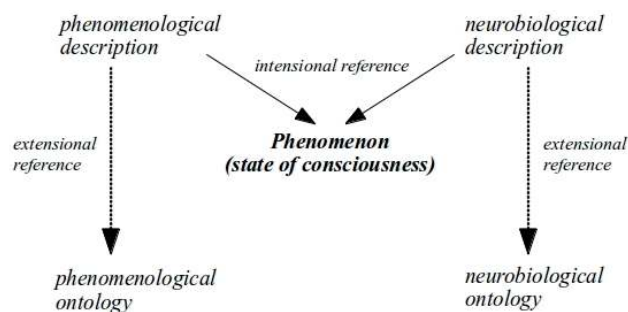 phenomenological
description
neurobiological
description
intensional reference
Phenomenon
(state of consciousness)
extensional
reference
extensional
reference
phenomenological
ontology
neurobiological
ontology